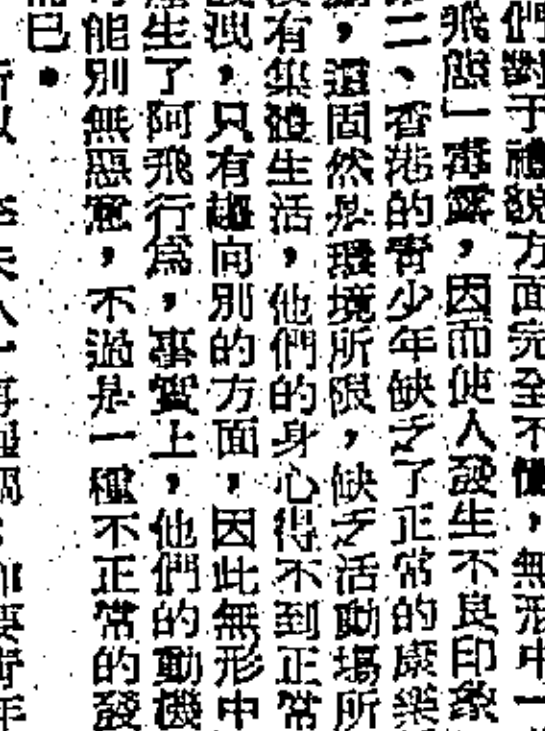 們對于禮貌方面完全不懂，無形中一
飛態一畢露，因而使人發生不良印象
二、香港的青少年缺乏了正常的康樂
，這固然是環境所限，缺乏活動場所
有集體生活，他們的身心得不到正常
洩，只有趨向別的方面，因此無形中
生了阿飛行為，事實上，他們的動機
能別無惡意，不過是一種不正常的發
已。